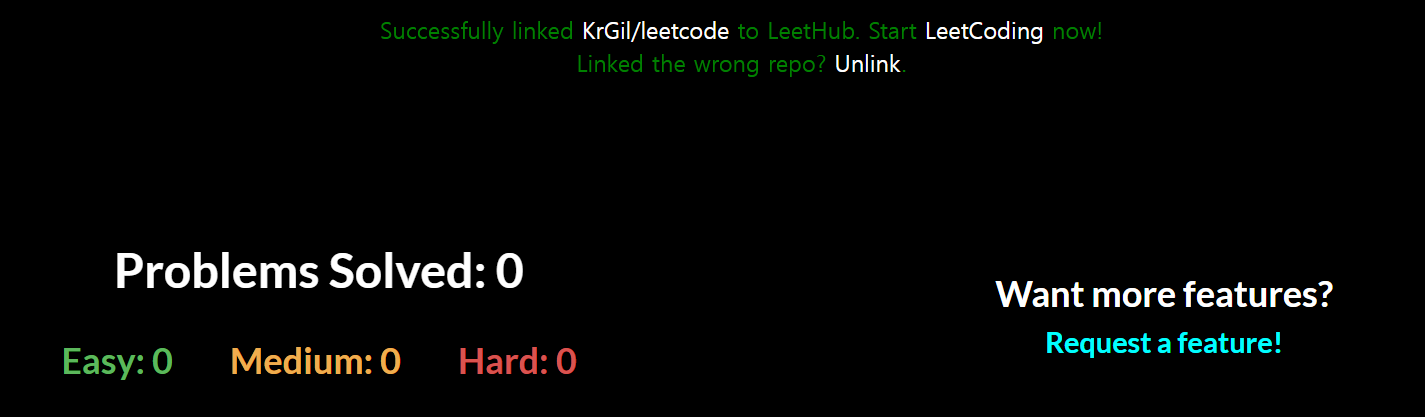 Successfully linked KrGil/leetcode to LeetHub. Start LeetCoding now!
Linked the wrong repo? Unlink.
Problems Solved: 0
Easy: 0 Medium: 0 Hard: 0
Want more features?
Request a feature!